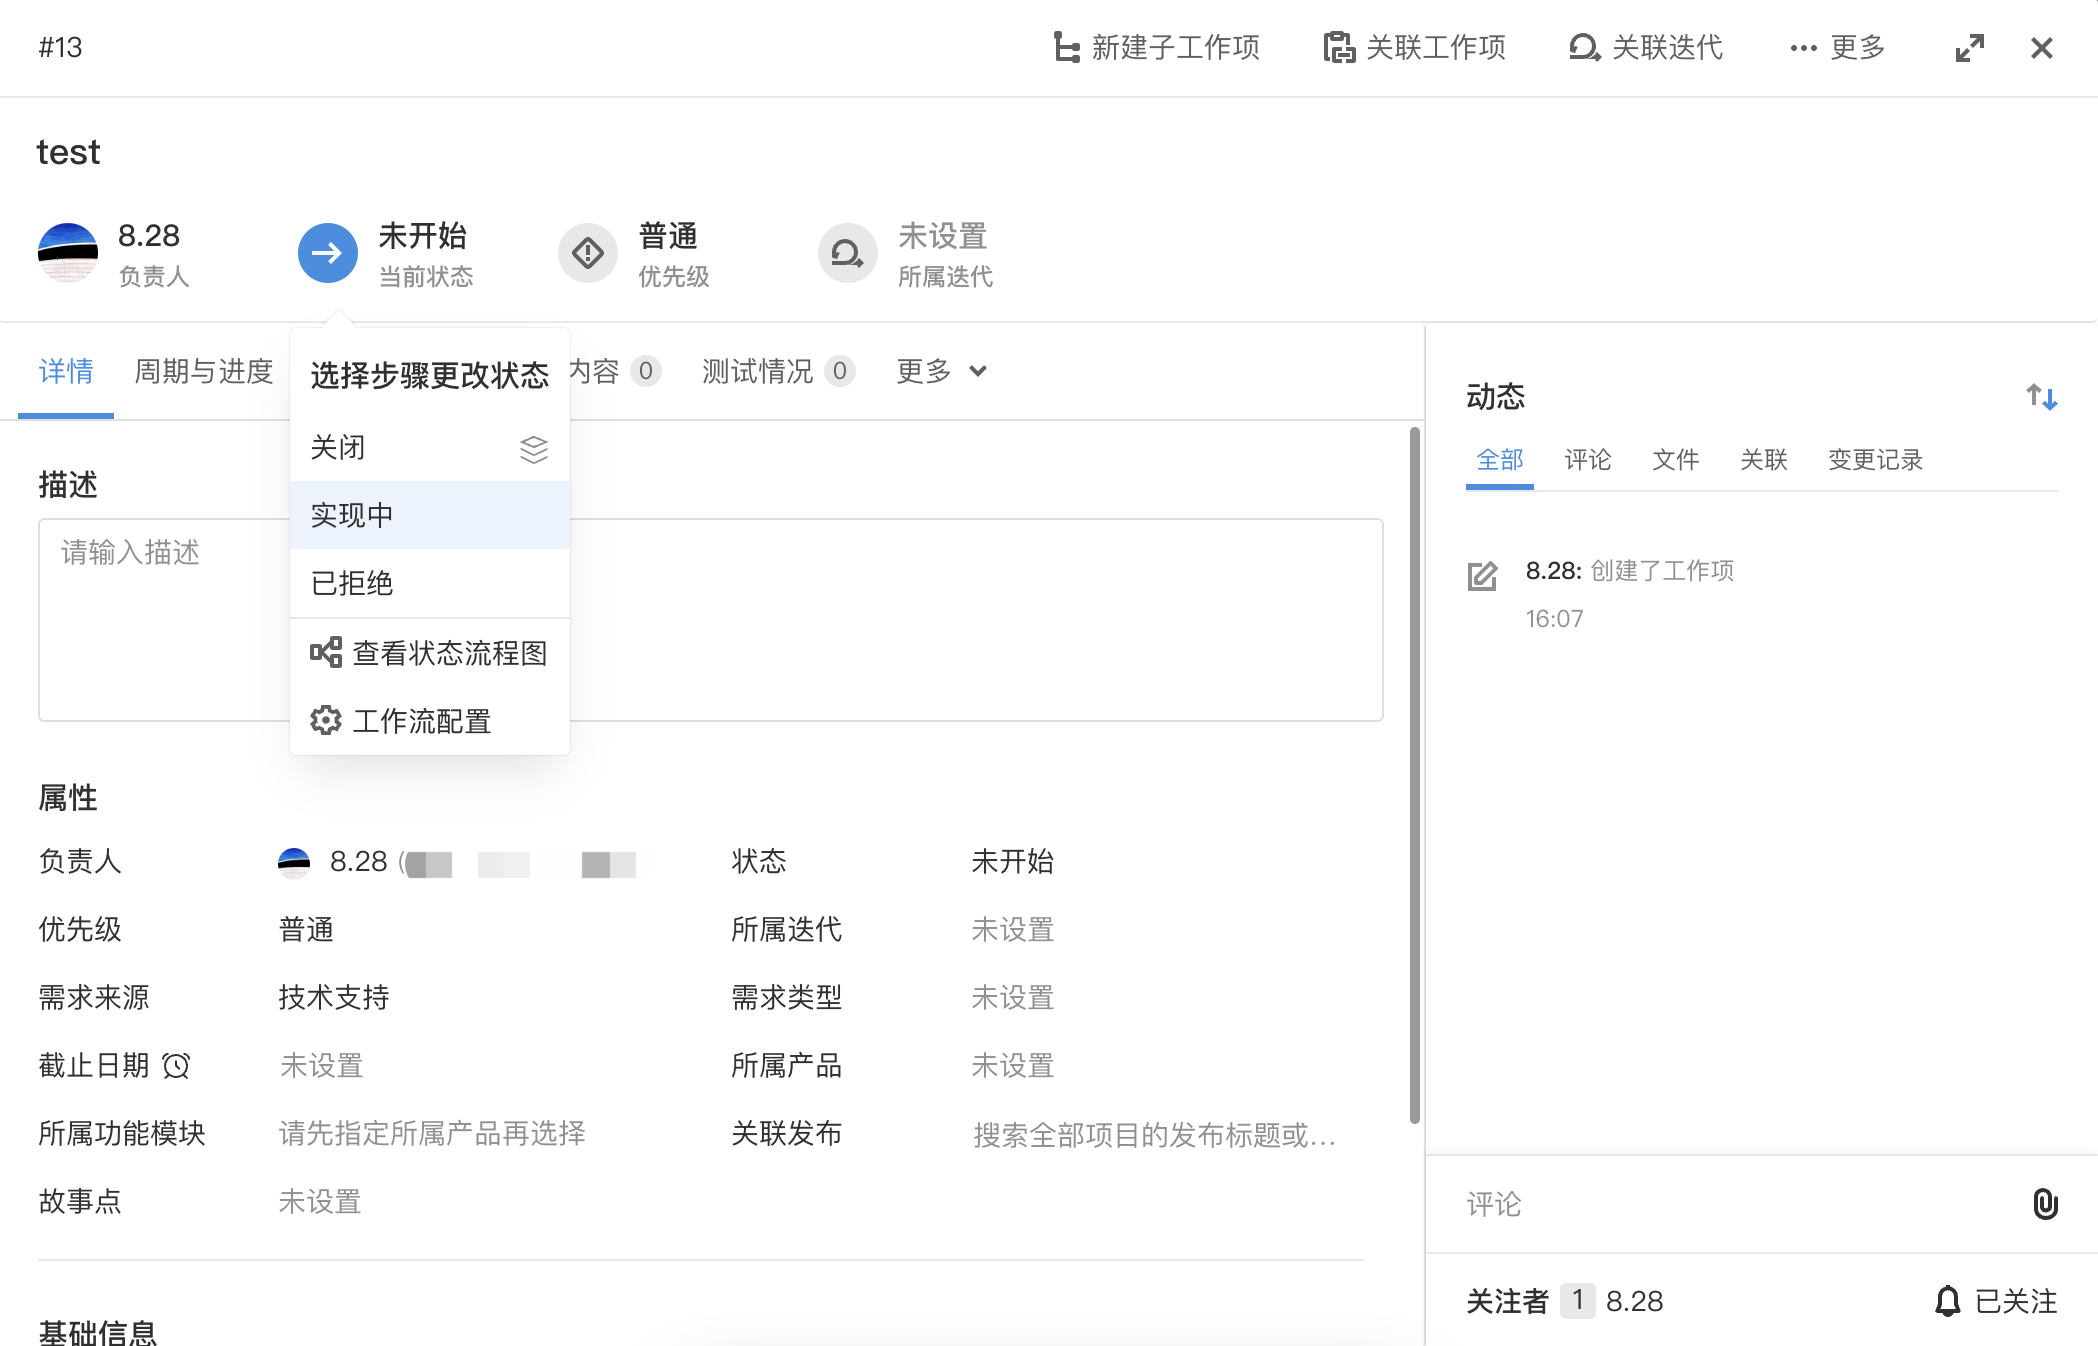 #13
新建子工作项
关联工作项
关联迭代
更多
test
8.28
负责人
未开始
当前状态
普通
优先级
未设置
所属迭代
详情
周期与进度
内容 0
测试情况 0
更多
选择步骤更改状态
关闭
实现中
已拒绝
查看状态流程图
工作流配置
描述
请输入描述
属性
负责人 8.28 (
状态 未开始
优先级 普通
所属迭代 未设置
需求来源 技术支持
需求类型 未设置
截止日期 未设置
所属产品 未设置
所属功能模块 请先指定所属产品再选择
关联发布 搜索全部项目的发布标题或...
故事点 未设置
基础信息
动态
全部 评论 文件 关联 变更记录
8.28: 创建了工作项
16:07
评论
关注者 1 8.28
已关注